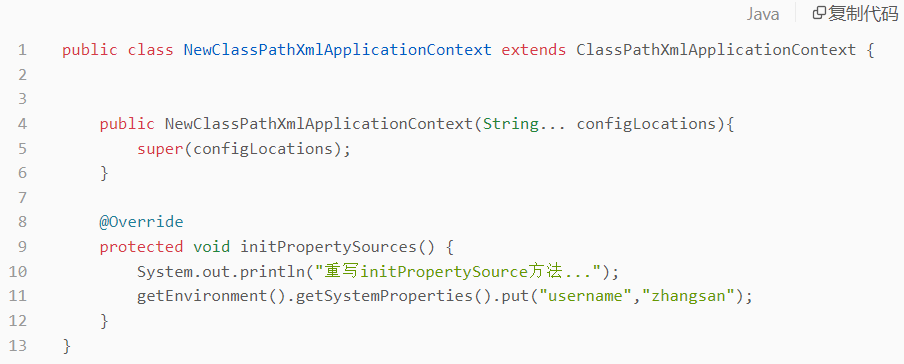 Java 复制代码
1 public class NewClassPathXmlApplicationContext extends ClassPathXmlApplicationContext {
2
3
4     public NewClassPathXmlApplicationContext(String... configLocations){
5         super(configLocations);
6     }
7
8     @Override
9     protected void initPropertySources() {
10         System.out.println("重写initPropertySource方法...");
11         getEnvironment().getSystemProperties().put("username","zhangsan");
12     }
13 }